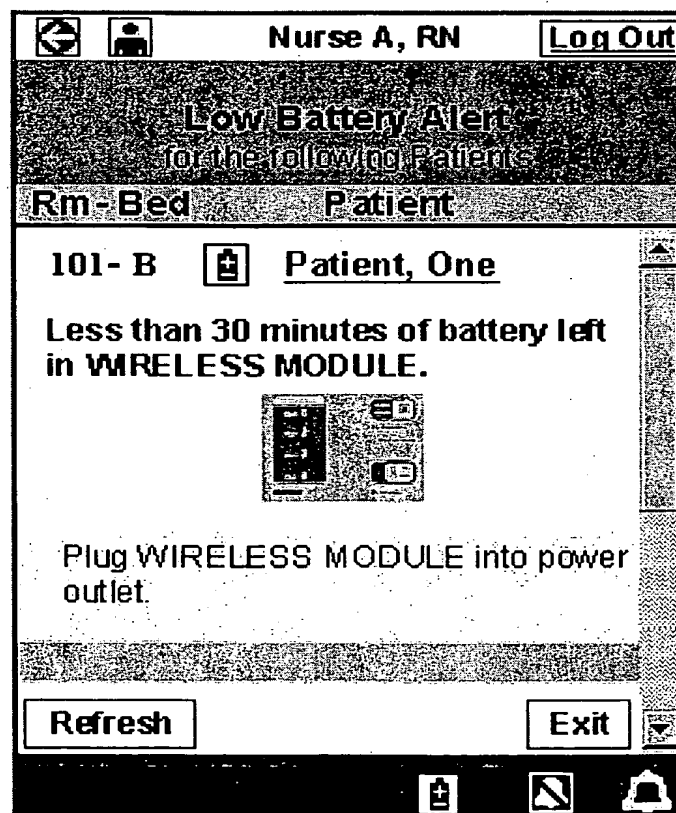 Nurse A, RN Log Out
Low Battery Alert
for the following Patients
Rm-Bed Patient
101- B Patient, One
Less than 30 minutes of battery left
in WIRELESS MODULE.
Plug WIRELESS MODULE into power
outlet.
Refresh Exit